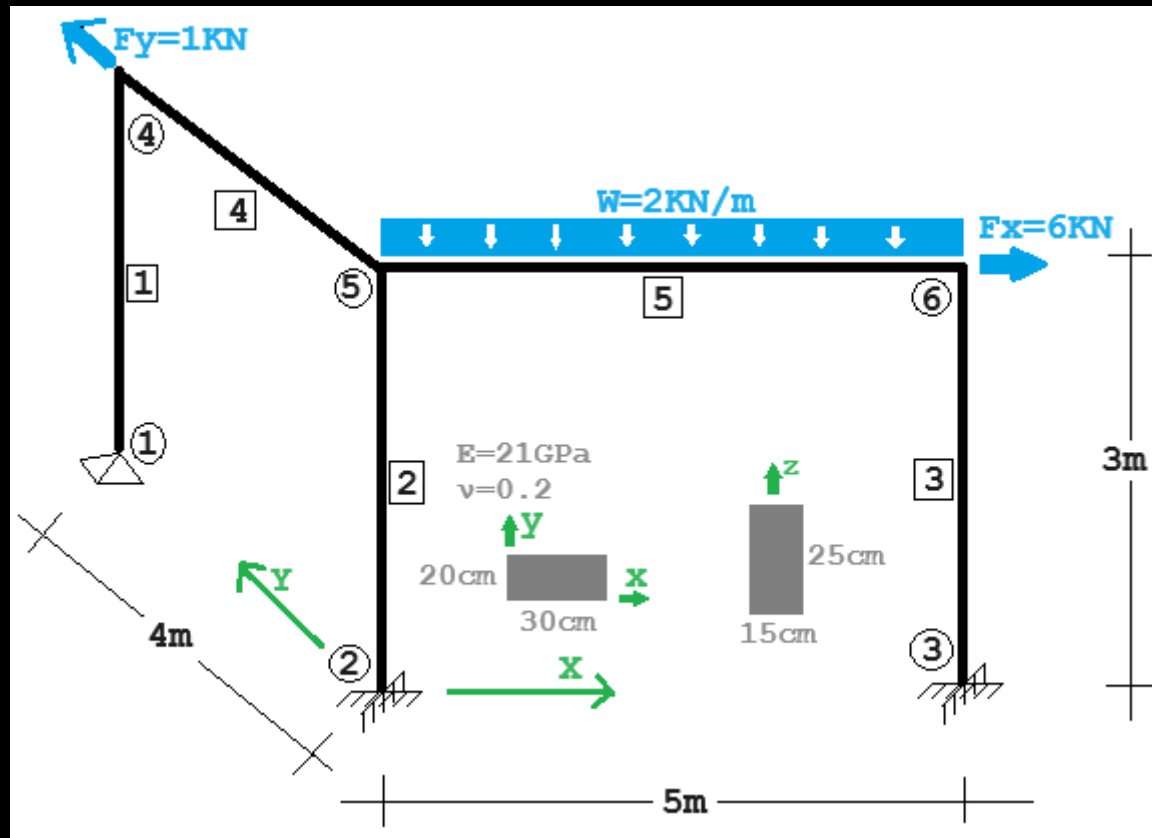 Fy=1KN
4
W=2KN/m
Fx=6KN
4
5
5
6
1
1
E=21GPa
ν=0.2
2
3
3m
z
y
20cm
x
30cm
25cm
15cm
Y
4m
2
X
3
5m